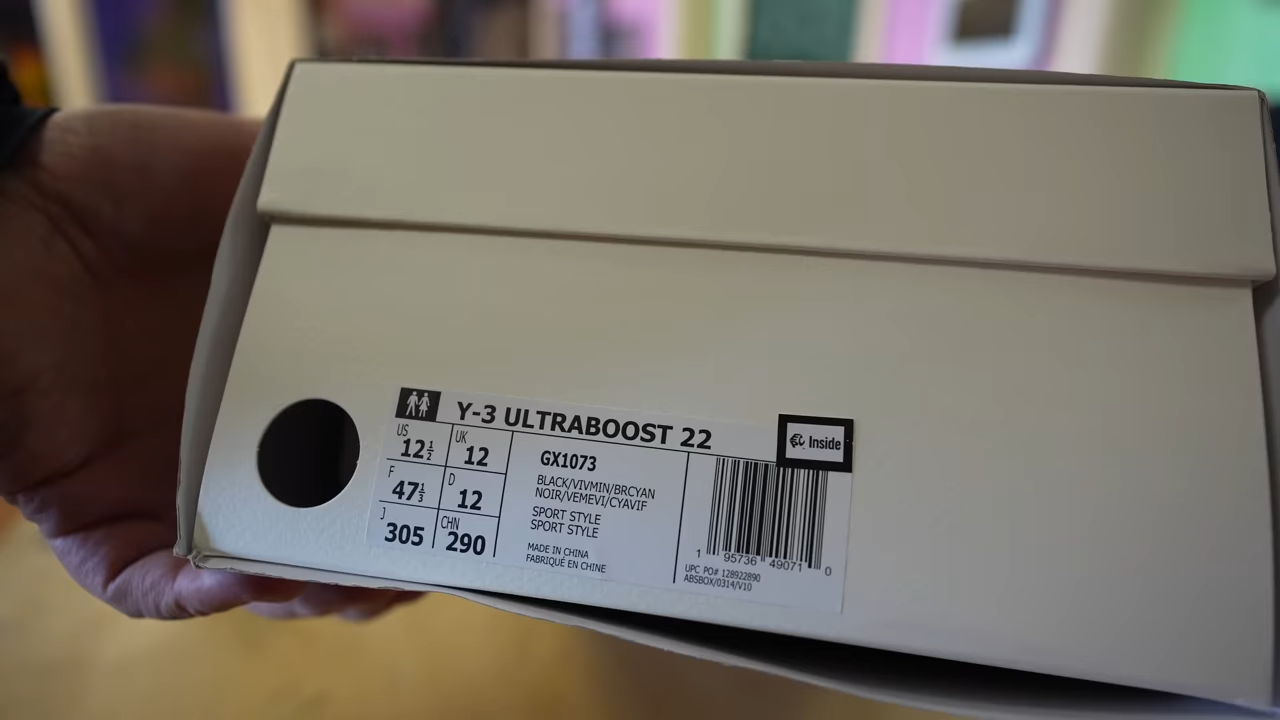 Y-3 ULTRABOOST 22
Inside
US
12½
UK
12
F
47⅓
D
12
J
305
CHN
290
GX1073
BLACK/VIVMIN/BRCYAN
NOIR/VEMEVI/CYAVIF
SPORT STYLE
SPORT STYLE
MADE IN CHINA
FABRIQUÉ EN CHINE
1 95736 49071 0
UPC PO# 128922890
ABSBOX/0314/V10